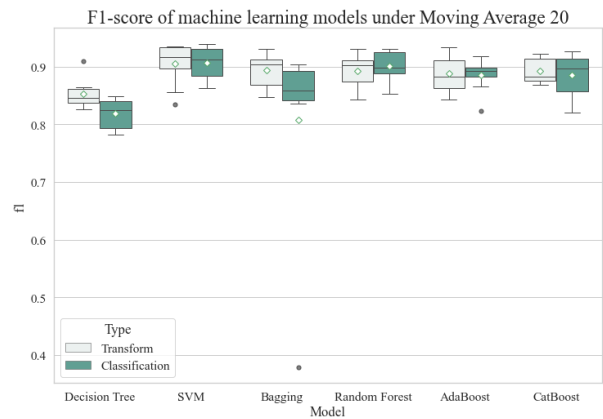 F1-score of machine learning models under Moving Average 20
0.9
0.8
0.7
f1
0.6
0.5
0.4
Type
Transform
Classification
Decision Tree SVM Bagging Random Forest AdaBoost CatBoost
Model